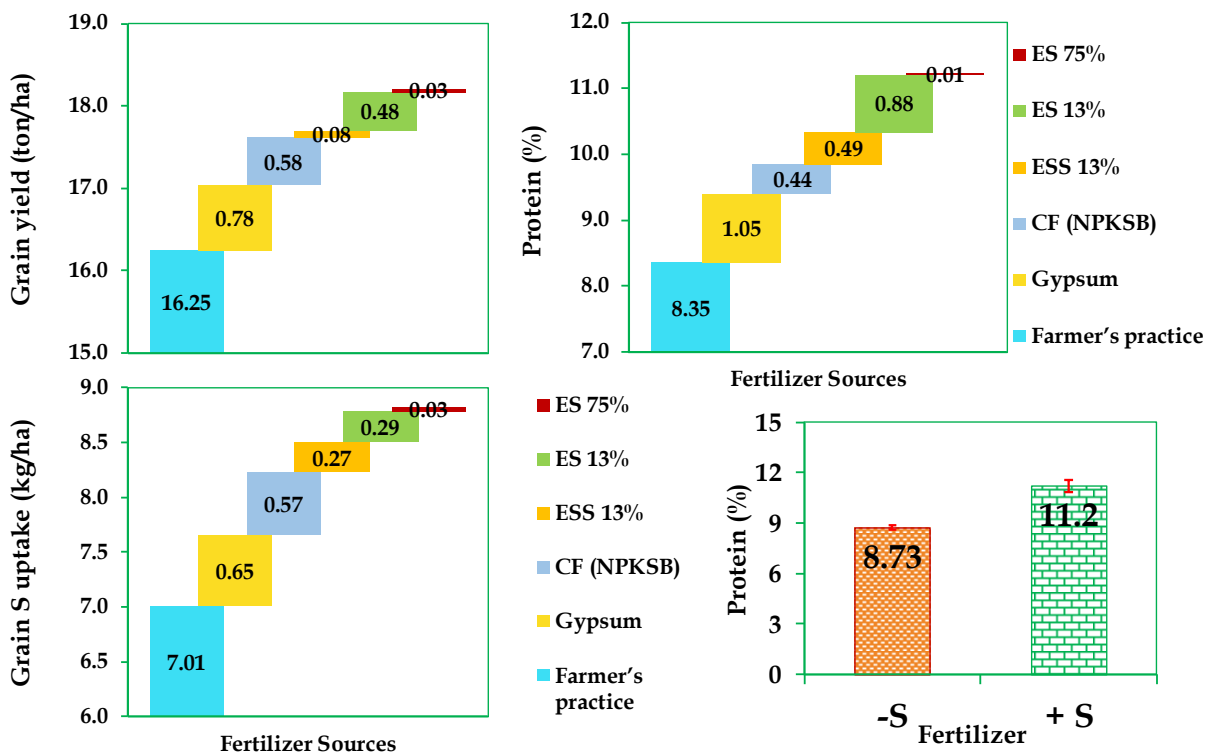 Grain yield (ton/ha)
19.0
18.0
17.0
16.0
15.0
16.25
0.78
0.58
0.08
0.48
0.03
Protein (%)
12.0
11.0
10.0
9.0
8.0
7.0
8.35
1.05
0.44
0.49
0.88
0.01
Fertilizer Sources
ES 75%
ES 13%
ESS 13%
CF (NPKSB)
Gypsum
Farmer’s practice
Grain S uptake (kg/ha)
9.0
8.5
8.0
7.5
7.0
6.5
6.0
7.01
0.65
0.57
0.27
0.29
0.03
Fertilizer Sources
ES 75%
ES 13%
ESS 13%
CF (NPKSB)
Gypsum
Farmer’s
practice
Protein (%)
15
12
9
6
3
0
8.73
11.2
-S
+ S
Fertilizer